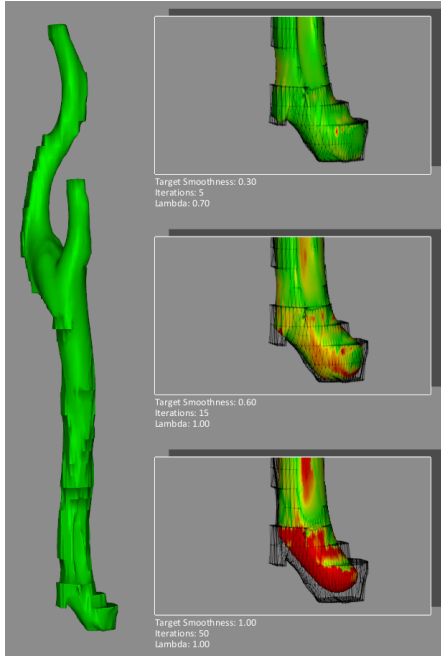 Target Smoothness: 0.30
Iterations: 5
Lambda: 0.70
Target Smoothness: 0.60
Iterations: 15
Lambda: 1.00
Target Smoothness: 1.00
Iterations: 50
Lambda: 1.00